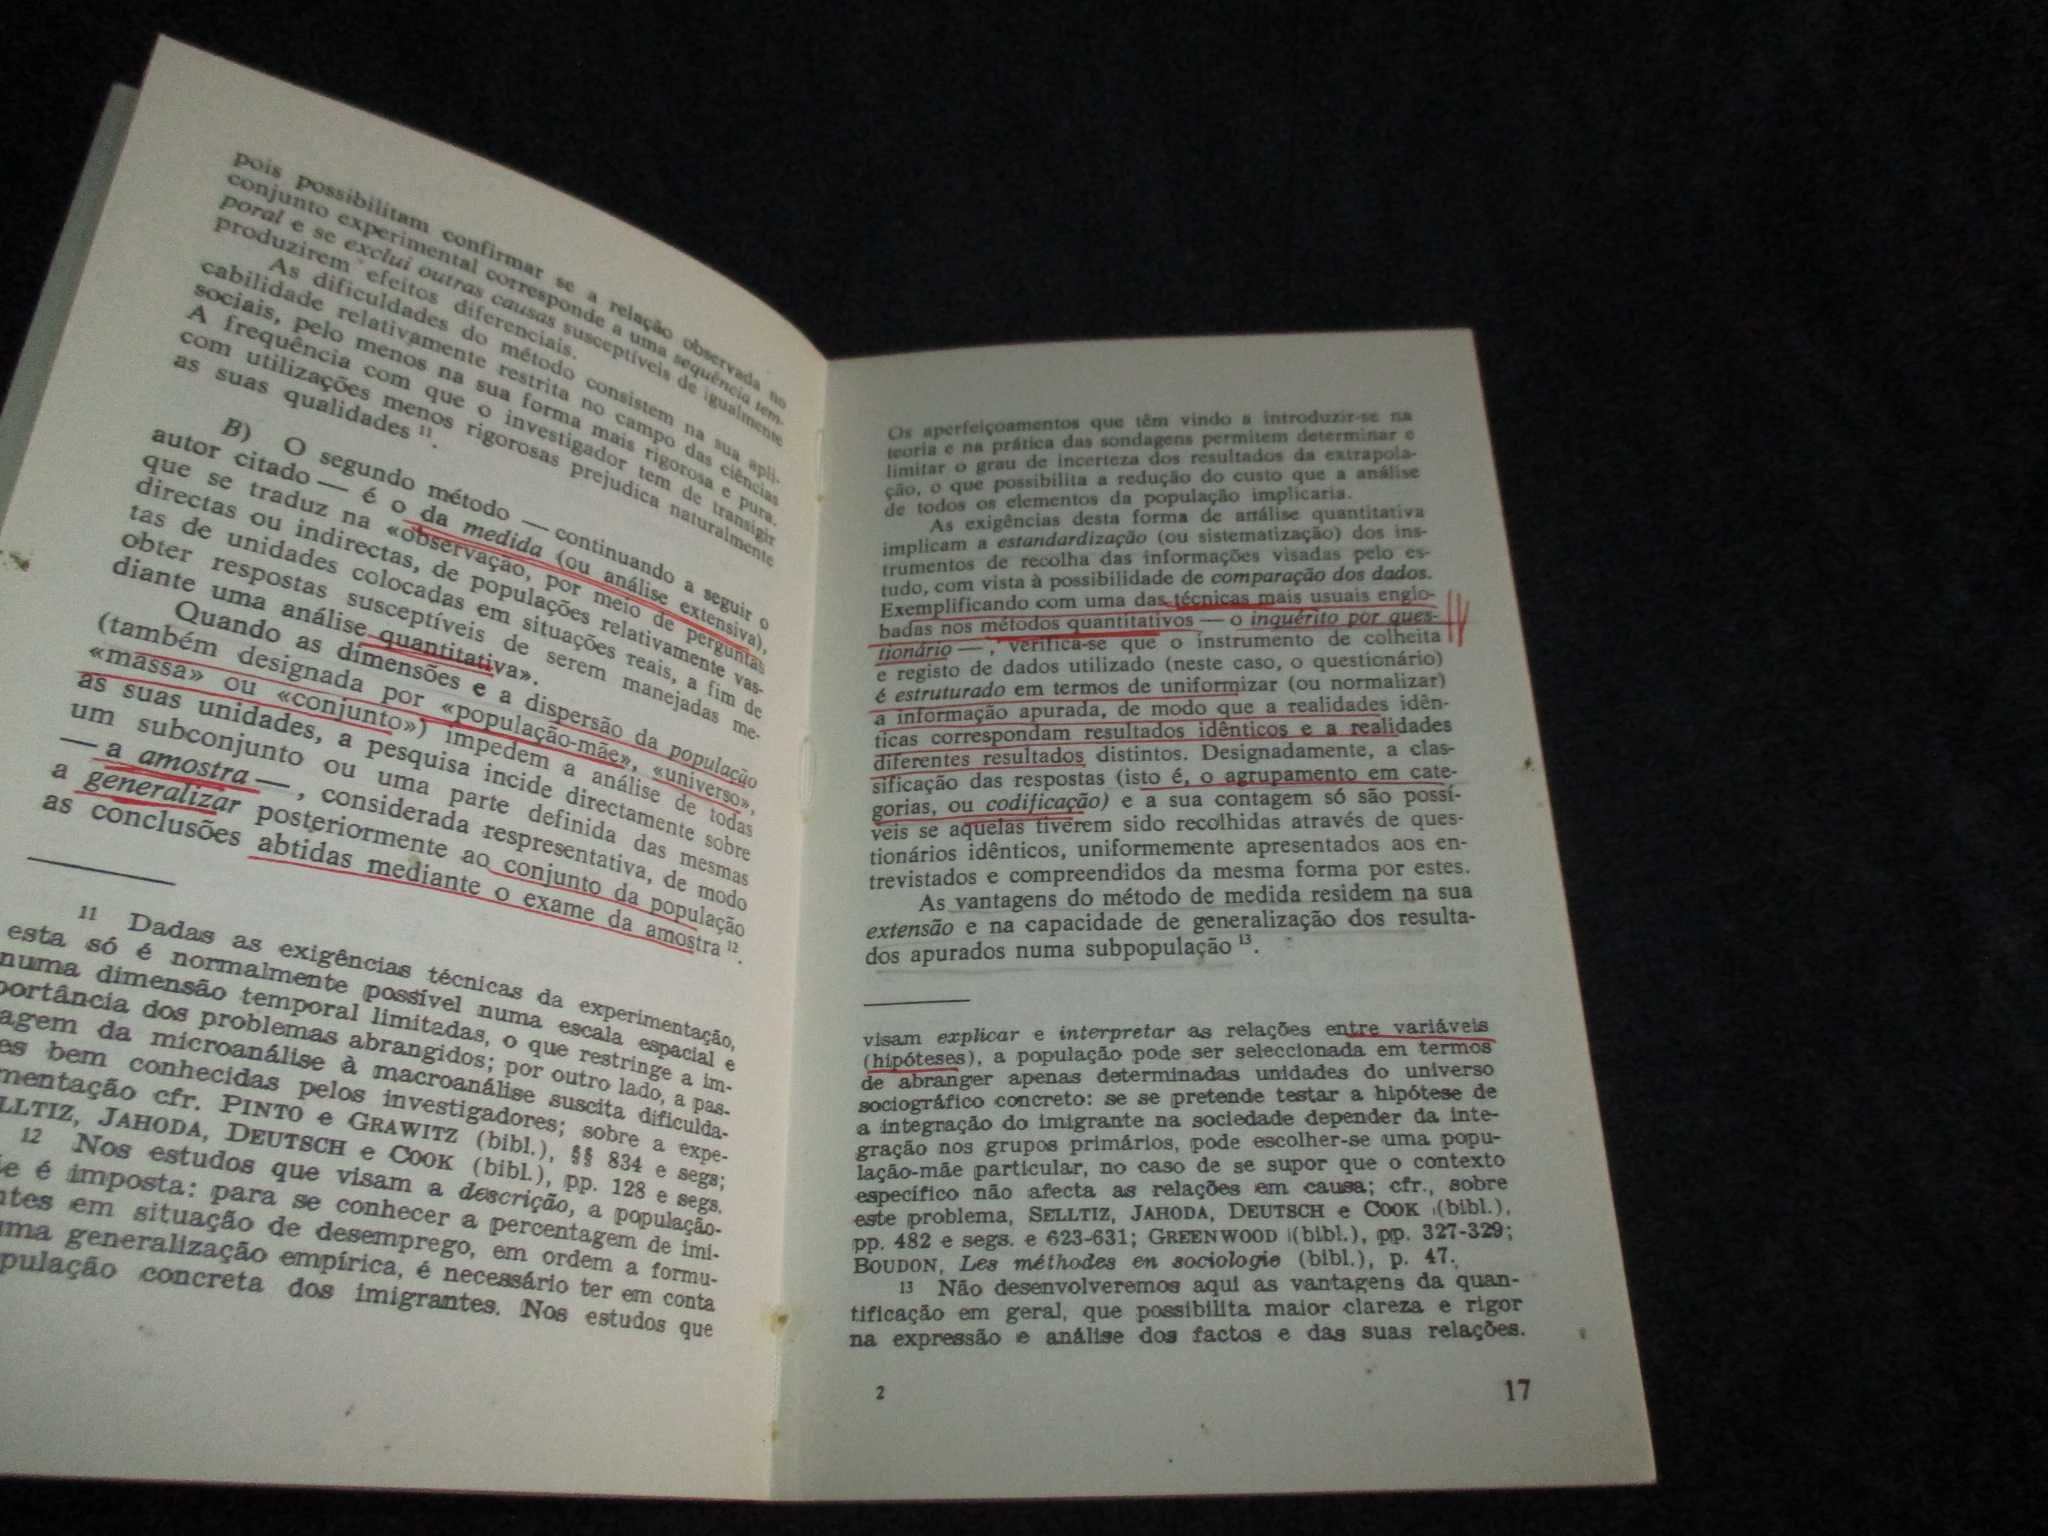 pois possibilitam confirmar se a relação observada no
conjunto experimental corresponde a uma sequência tem-
poral e se exclui outras causas susceptíveis de igualmente
produzirem efeitos diferenciais.
As dificuldades do método consistem na sua apli-
cabilidade relativamente restrita no campo das ciências
sociais, pelo menos na sua forma mais rigorosa e pura.
A frequência com que o investigador tem de transigir
com utilizações menos rigorosas prejudica naturalmente
as suas qualidades 11.
B) O segundo método — continuando a seguir o
autor citado — é o da medida (ou análise extensiva),
que se traduz na «observação, por meio de perguntas
directas ou indirectas, de populações relativamente vas-
tas de unidades colocadas em situações reais, a fim de
obter respostas susceptíveis de serem manejadas me-
diante uma análise quantitativa».
Quando as dimensões e a dispersão da população
(também designada por «população-mãe», «universo»,
«massa» ou «conjunto») impedem a análise de todas
as suas unidades, a pesquisa incide directamente sobre
um subconjunto ou uma parte definida das mesmas
— a amostra —, considerada respresentativa, de modo
a generalizar posteriormente ao conjunto da população
as conclusões abtidas mediante o exame da amostra 12.
11 Dadas as exigências técnicas da experimentação,
esta só é normalmente possível numa escala espacial e
numa dimensão temporal limitadas, o que restringe a im-
portância dos problemas abrangidos; por outro lado, a pas-
agem da microanálise à macroanálise suscita dificulda-
es bem conhecidas pelos investigadores; sobre a expe-
mentação cfr. PINTO e GRAWITZ (bibl.), §§ 834 e segs;
LLTIZ, JAHODA, DEUTSCH e COOK (bibl.), pp. 128 e segs.
12 Nos estudos que visam a descrição, a população-
e é imposta: para se conhecer a percentagem de imi-
ntes em situação de desemprego, em ordem a formu-
uma generalização empírica, é necessário ter em conta
pulação concreta dos imigrantes. Nos estudos que
Os aperfeiçoamentos que têm vindo a introduzir-se na
teoria e na prática das sondagens permitem determinar e
limitar o grau de incerteza dos resultados da extrapola-
ção, o que possibilita a redução do custo que a análise
de todos os elementos da população implicaria.
As exigências desta forma de análise quantitativa
implicam a estandardização (ou sistematização) dos ins-
trumentos de recolha das informações visadas pelo es-
tudo, com vista à possibilidade de comparação dos dados.
Exemplificando com uma das técnicas mais usuais englo-
badas nos métodos quantitativos — o inquérito por ques-
tionário —, verifica-se que o instrumento de colheita
e registo de dados utilizado (neste caso, o questionário)
é estruturado em termos de uniformizar (ou normalizar)
a informação apurada, de modo que a realidades idên-
ticas correspondam resultados idênticos e a realidades
diferentes resultados distintos. Designadamente, a clas-
sificação das respostas (isto é, o agrupamento em cate-
gorias, ou codificação) e a sua contagem só são possí-
veis se aquelas tiverem sido recolhidas através de ques-
tionários idênticos, uniformemente apresentados aos en-
trevistados e compreendidos da mesma forma por estes.
As vantagens do método de medida residem na sua
extensão e na capacidade de generalização dos resulta-
dos apurados numa subpopulação 13.
visam explicar e interpretar as relações entre variáveis
(hipóteses), a população pode ser seleccionada em termos
de abranger apenas determinadas unidades do universo
sociográfico concreto: se se pretende testar a hipótese de
a integração do imigrante na sociedade depender da inte-
gração nos grupos primários, pode escolher-se uma popu-
lação-mãe particular, no caso de se supor que o contexto
específico não afecta as relações em causa; cfr., sobre
este problema, SELLTIZ, JAHODA, DEUTSCH e COOK (bibl.),
pp. 482 e segs. e 623-631; GREENWOOD (bibl.), pp. 327-329;
BOUDON, Les méthodes en sociologie (bibl.), p. 47.
13 Não desenvolveremos aqui as vantagens da quan-
tificação em geral, que possibilita maior clareza e rigor
na expressão e análise dos factos e das suas relações.
2
17